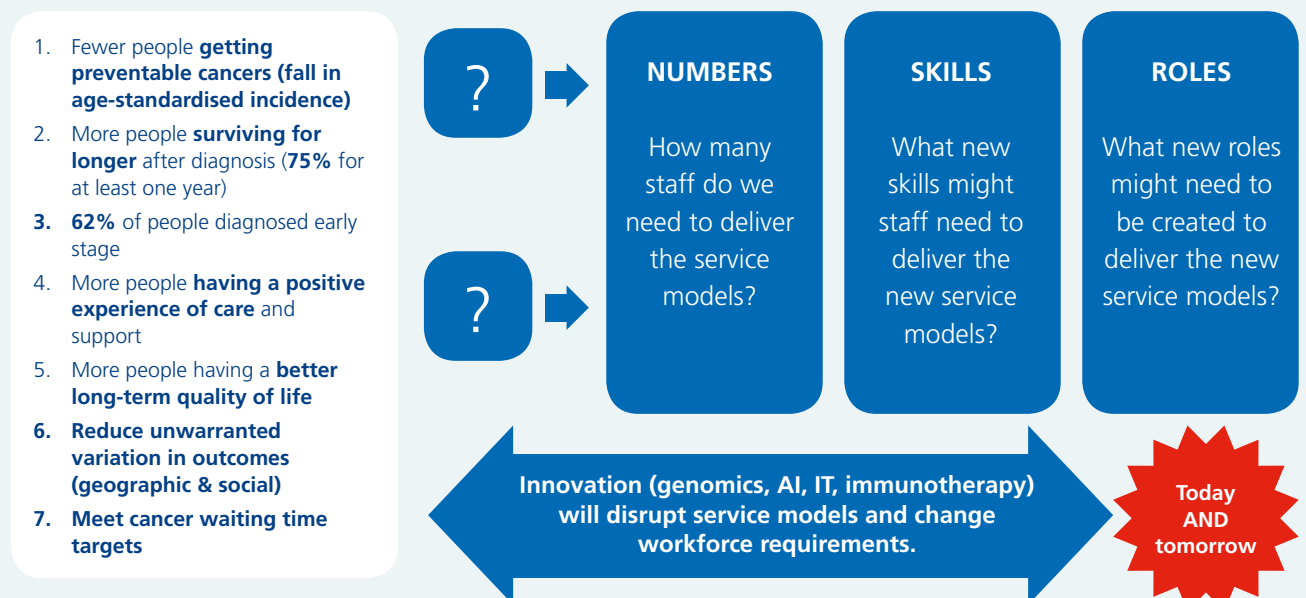 1. Fewer people getting
preventable cancers (fall in
age-standardised incidence)
2. More people surviving for
longer after diagnosis (75% for
at least one year)
3. 62% of people diagnosed early
stage
4. More people having a positive
experience of care and
support
5. More people having a better
long-term quality of life
6. Reduce unwarranted
variation in outcomes
(geographic & social)
7. Meet cancer waiting time
targets
?
?
NUMBERS
How many
staff do we
need to deliver
the service
models?
SKILLS
What new
skills might
staff need to
deliver the
new service
models?
ROLES
What new roles
might need to
be created to
deliver the new
service models?
Innovation (genomics, AI, IT, immunotherapy)
will disrupt service models and change
workforce requirements.
Today
AND
tomorrow